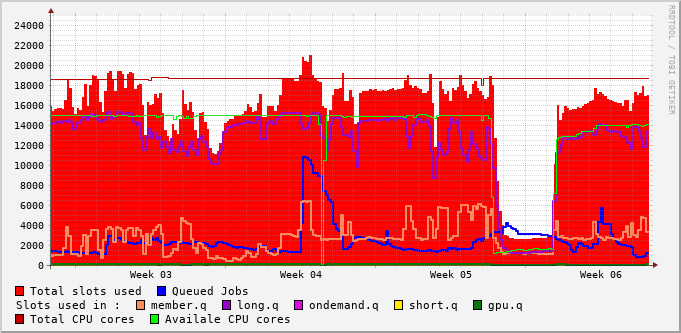 RRDTOOL / TOBI OETIKER
24000
22000
20000
18000
16000
14000
12000
10000
8000
6000
4000
2000
0
Week 03 Week 04 Week 05 Week 06
Total slots used Queued Jobs
Slots used in : member.q long.q ondemand.q short.q gpu.q
Total CPU cores Availale CPU cores